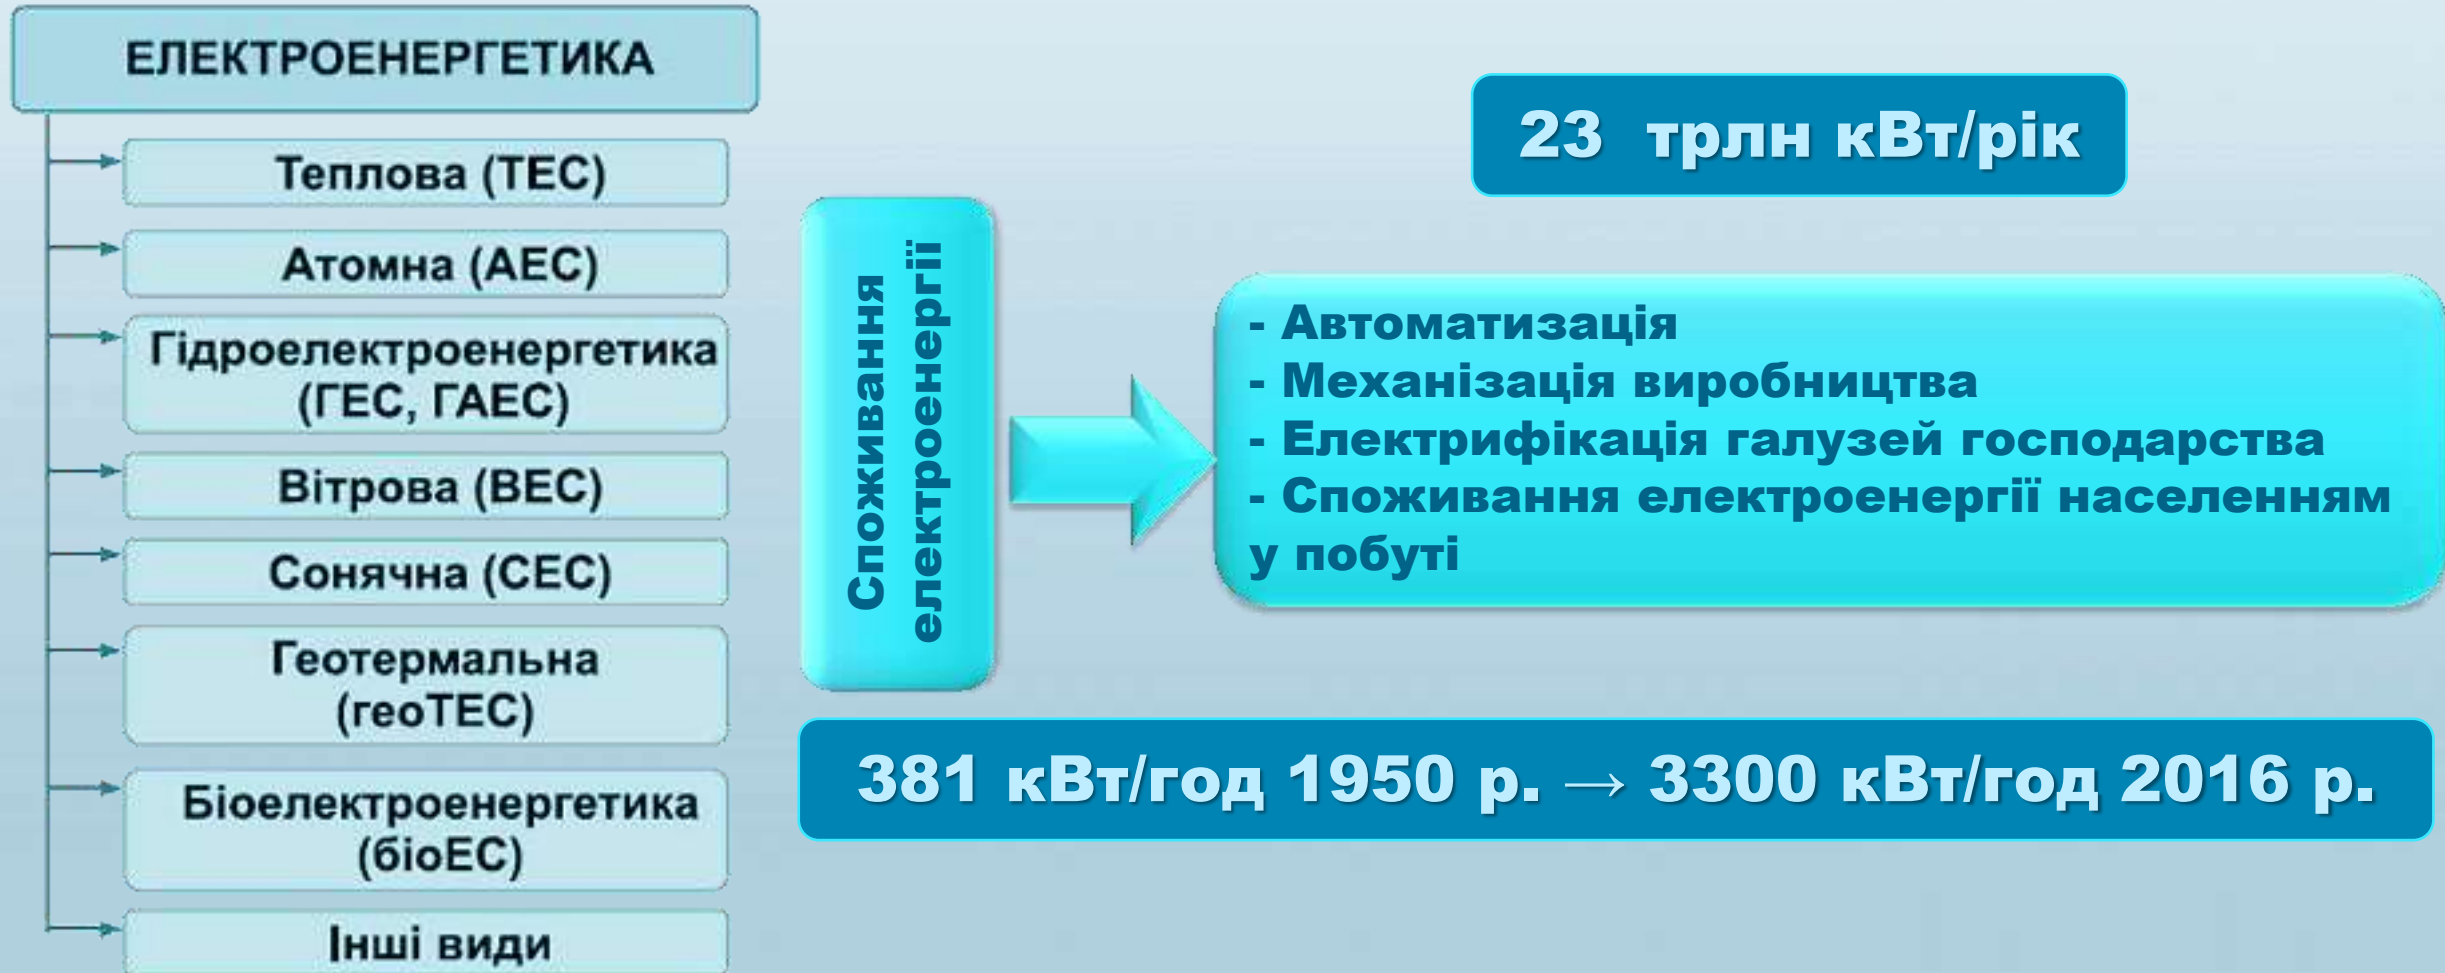 ЕЛЕКТРОЕНЕРГЕТИКА
Теплова (ТЕС)
Атомна (АЕС)
Гідроелектроенергетика
(ГЕС, ГАЕС)
Вітрова (ВЕС)
Сонячна (СЕС)
Геотермальна
(геоТЕС)
Біоелектроенергетика
(біоЕС)
Інші види
23 трлн кВт/рік
Споживання
електроенергії
- Автоматизація
- Механізація виробництва
- Електрифікація галузей господарства
- Споживання електроенергії населенням
у побуті
381 кВт/год 1950 р. → 3300 кВт/год 2016 р.